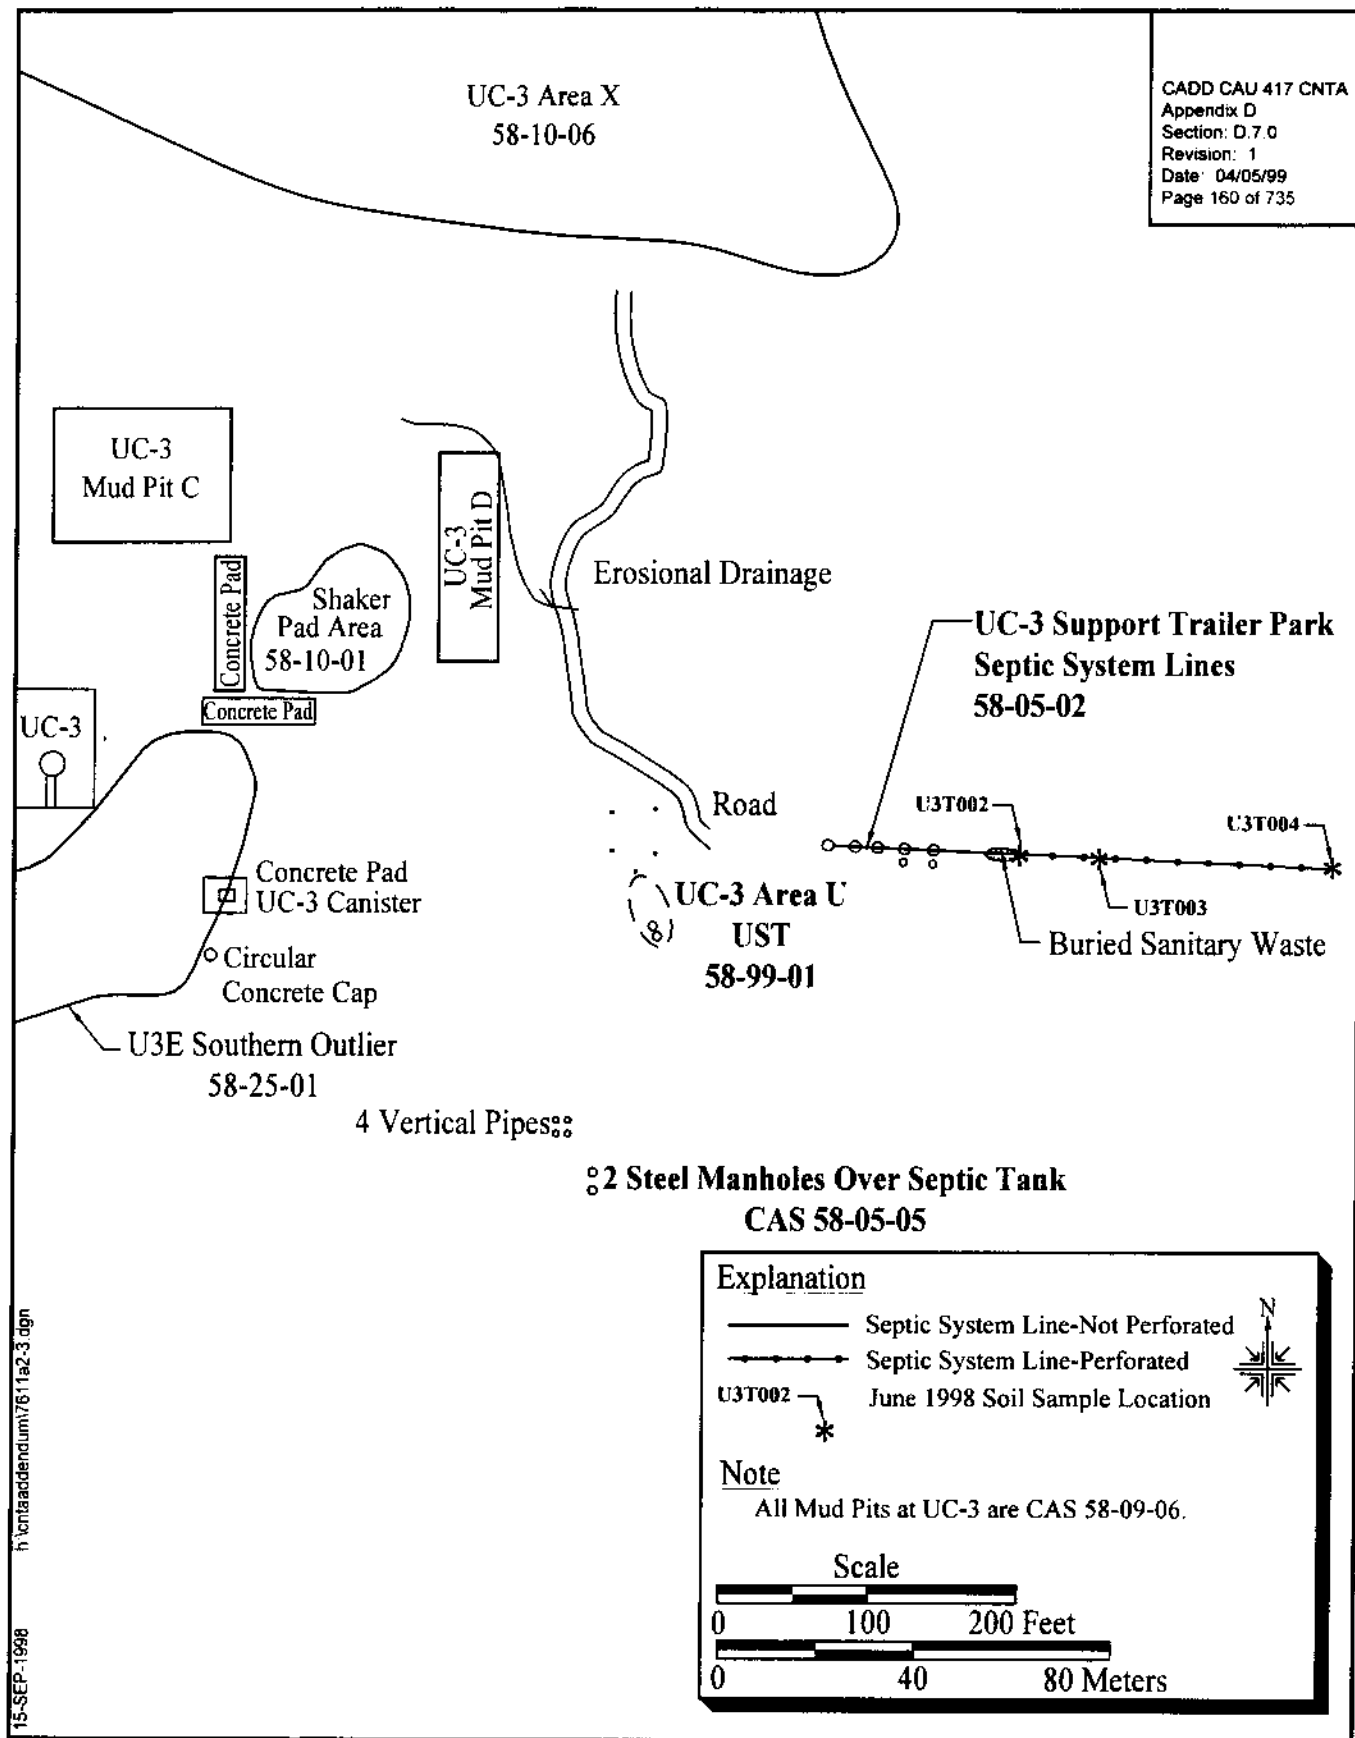 CADD CAU 417 CNTA
Appendix D
Section: D.7.0
Revision: 1
Date: 04/05/99
Page 160 of 735
UC-3 Area X
58-10-06
UC-3
Mud Pit C
UC-3
Mud Pit D
Concrete Pad
Shaker
Pad Area
58-10-01
Concrete Pad
Erosional Drainage
UC-3 Support Trailer Park
Septic System Lines
58-05-02
UC-3
Road
U3T002
U3T004
U3T003
Buried Sanitary Waste
Concrete Pad
UC-3 Canister
UC-3 Area U
UST
58-99-01
Circular
Concrete Cap
U3E Southern Outlier
58-25-01
4 Vertical Pipes
2 Steel Manholes Over Septic Tank
CAS 58-05-05
Explanation
Septic System Line-Not Perforated
Septic System Line-Perforated
U3T002
June 1998 Soil Sample Location
N
Note
All Mud Pits at UC-3 are CAS 58-09-06.
Scale
0 100 200 Feet
0 40 80 Meters
h:\cntaaddendum\7611a2-3.dgn
15-SEP-1998